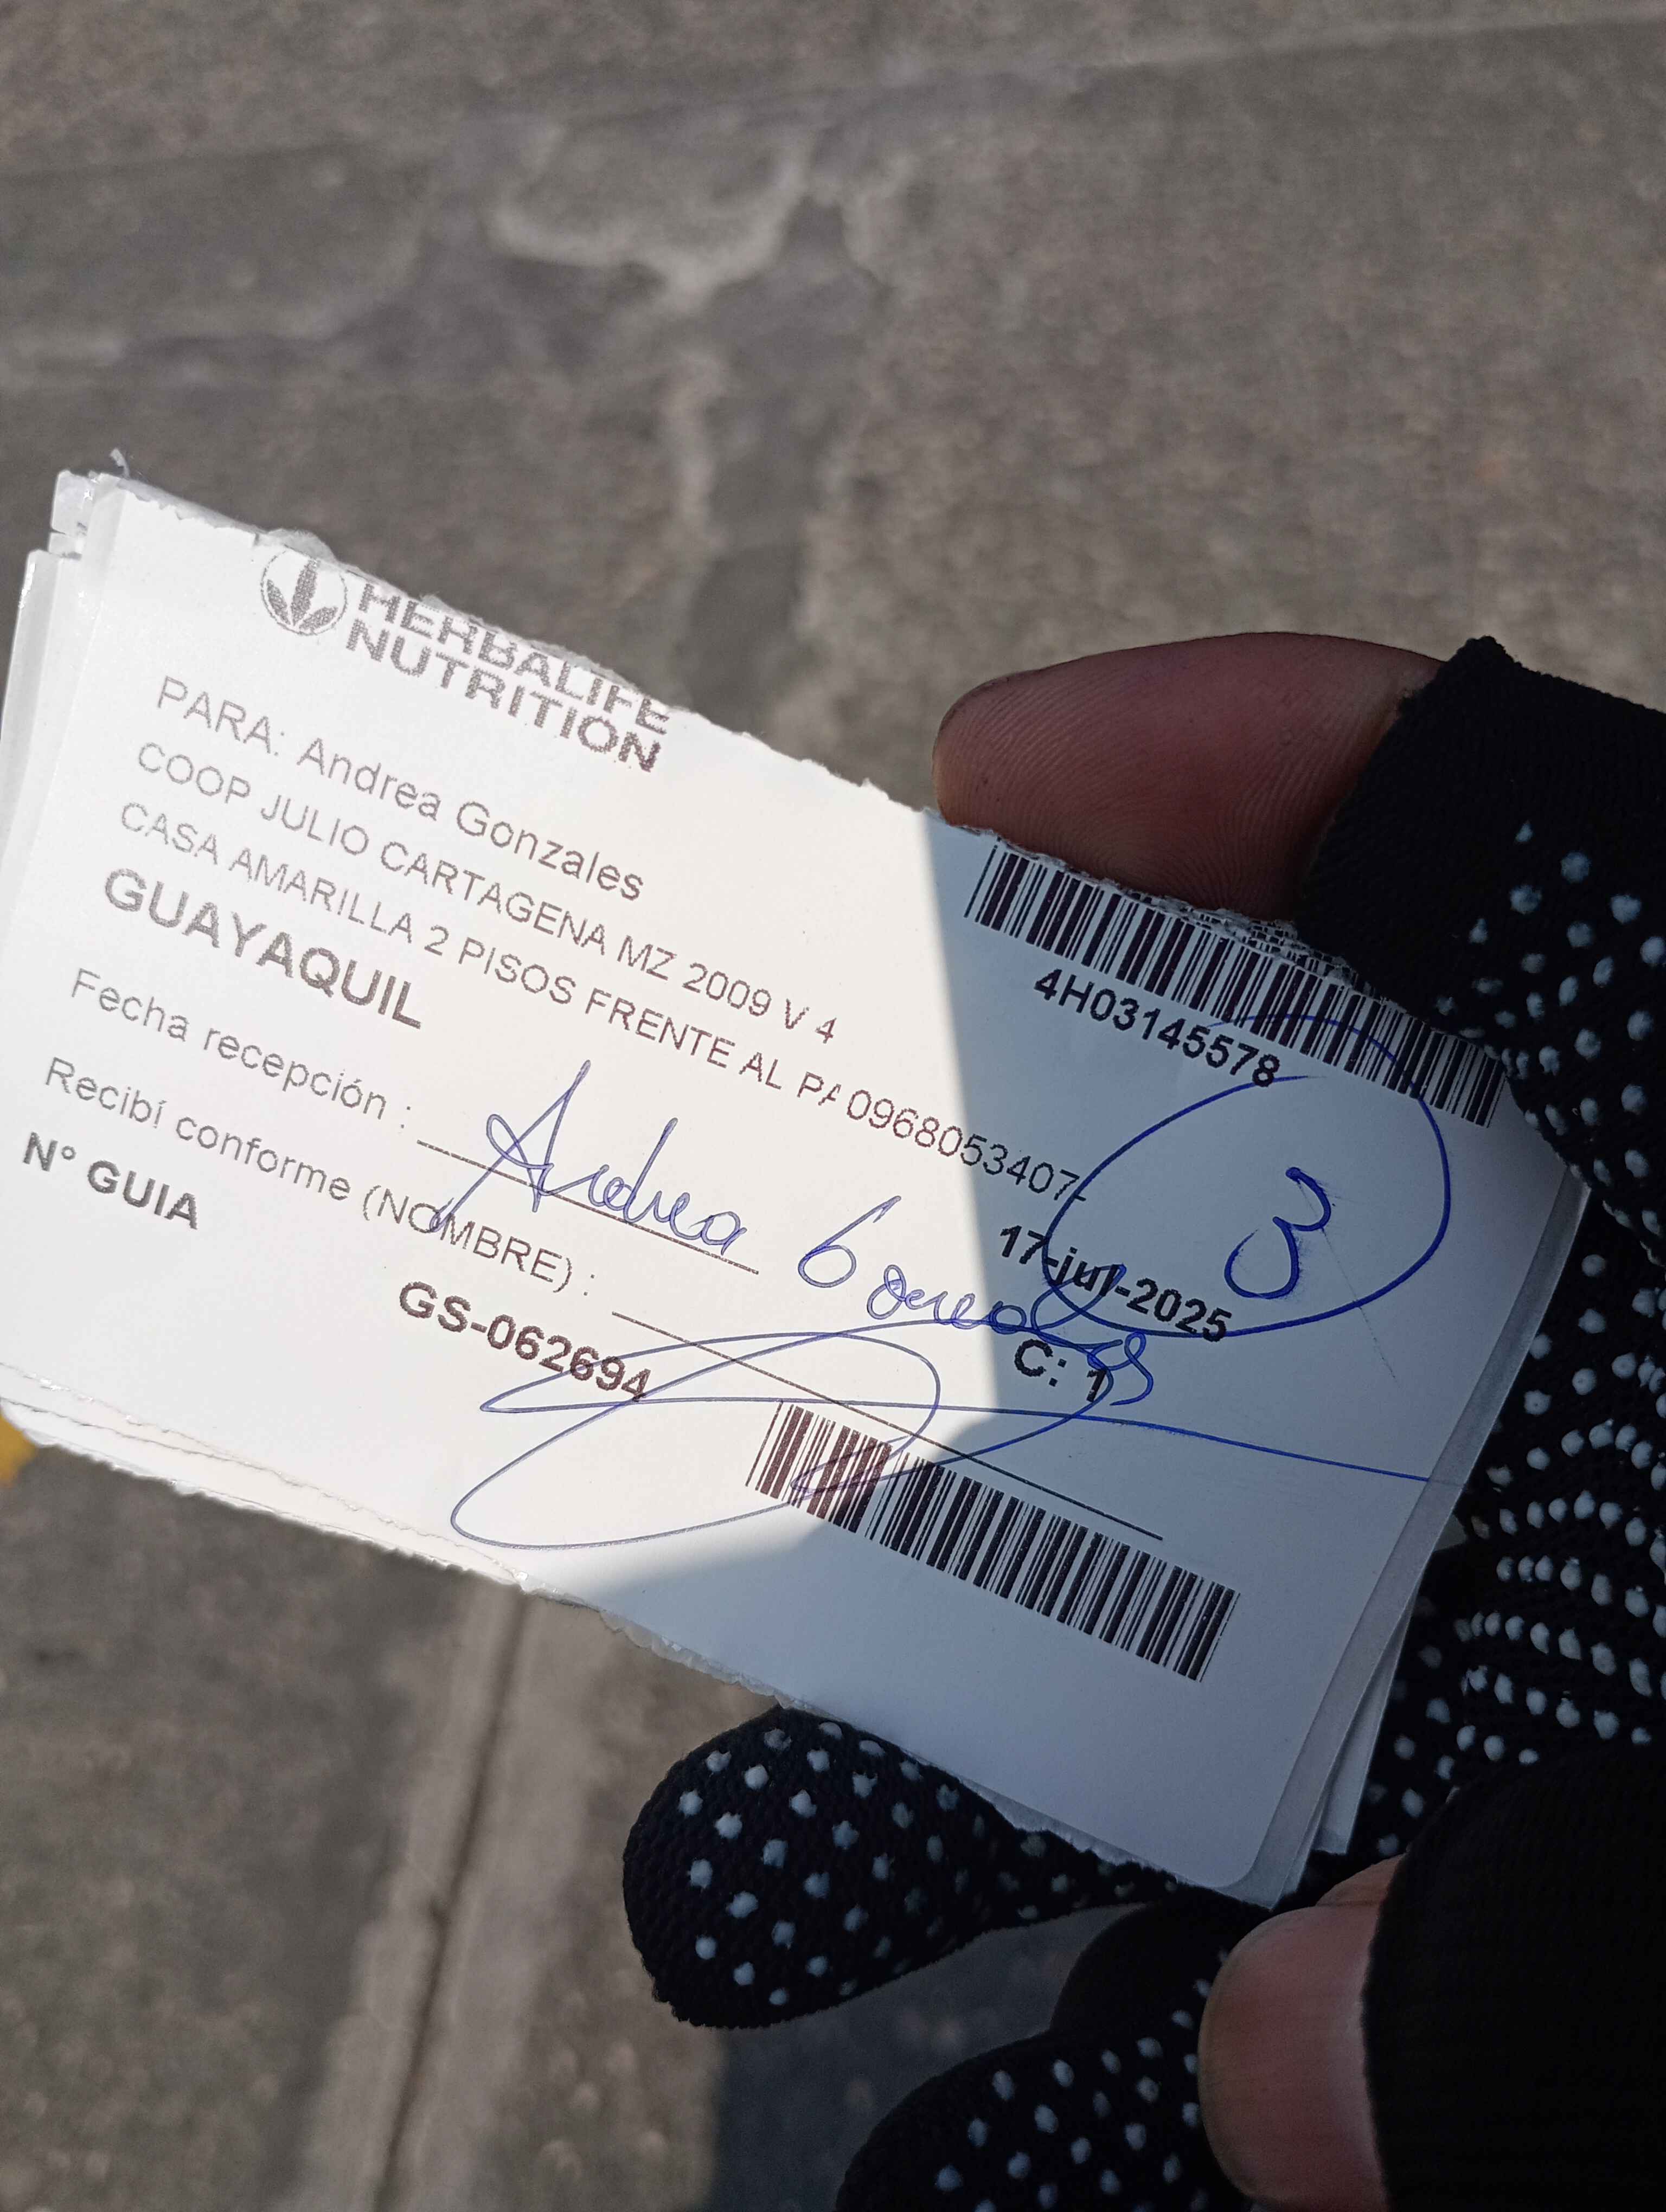 HERBALIFE
NUTRITION
PARA: Andrea Gonzales
COOP JULIO CARTAGENA MZ 2009 V 4
CASA AMARILLA 2 PISOS FRENTE AL PA 0968053407-
GUAYAQUIL
4H03145578
3
Fecha recepción :
17-jul-2025
Andrea Gonzales
Recibí conforme (NOMBRE) :
C: 1
N° GUIA
GS-062694